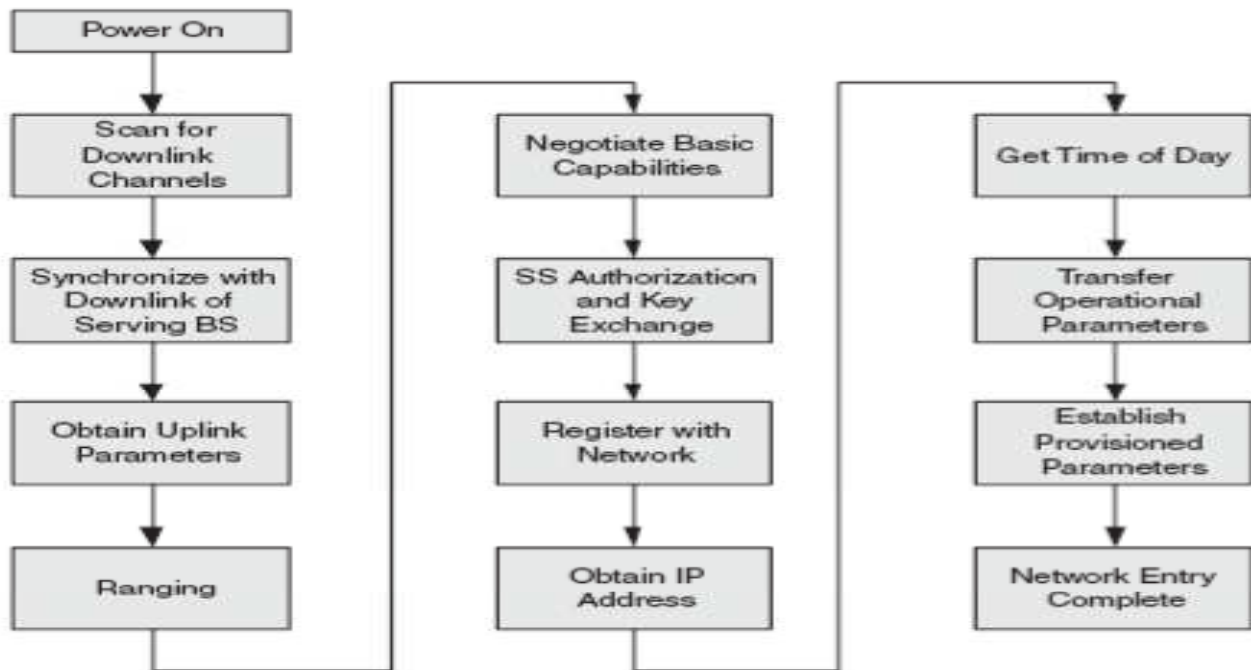 Power On
Scan for
Downlink
Channels
Synchronize with
Downlink of
Serving BS
Obtain Uplink
Parameters
Ranging
Negotiate Basic
Capabilities
SS Authorization
and Key
Exchange
Register with
Network
Obtain IP
Address
Get Time of Day
Transfer
Operational
Parameters
Establish
Provisioned
Parameters
Network Entry
Complete